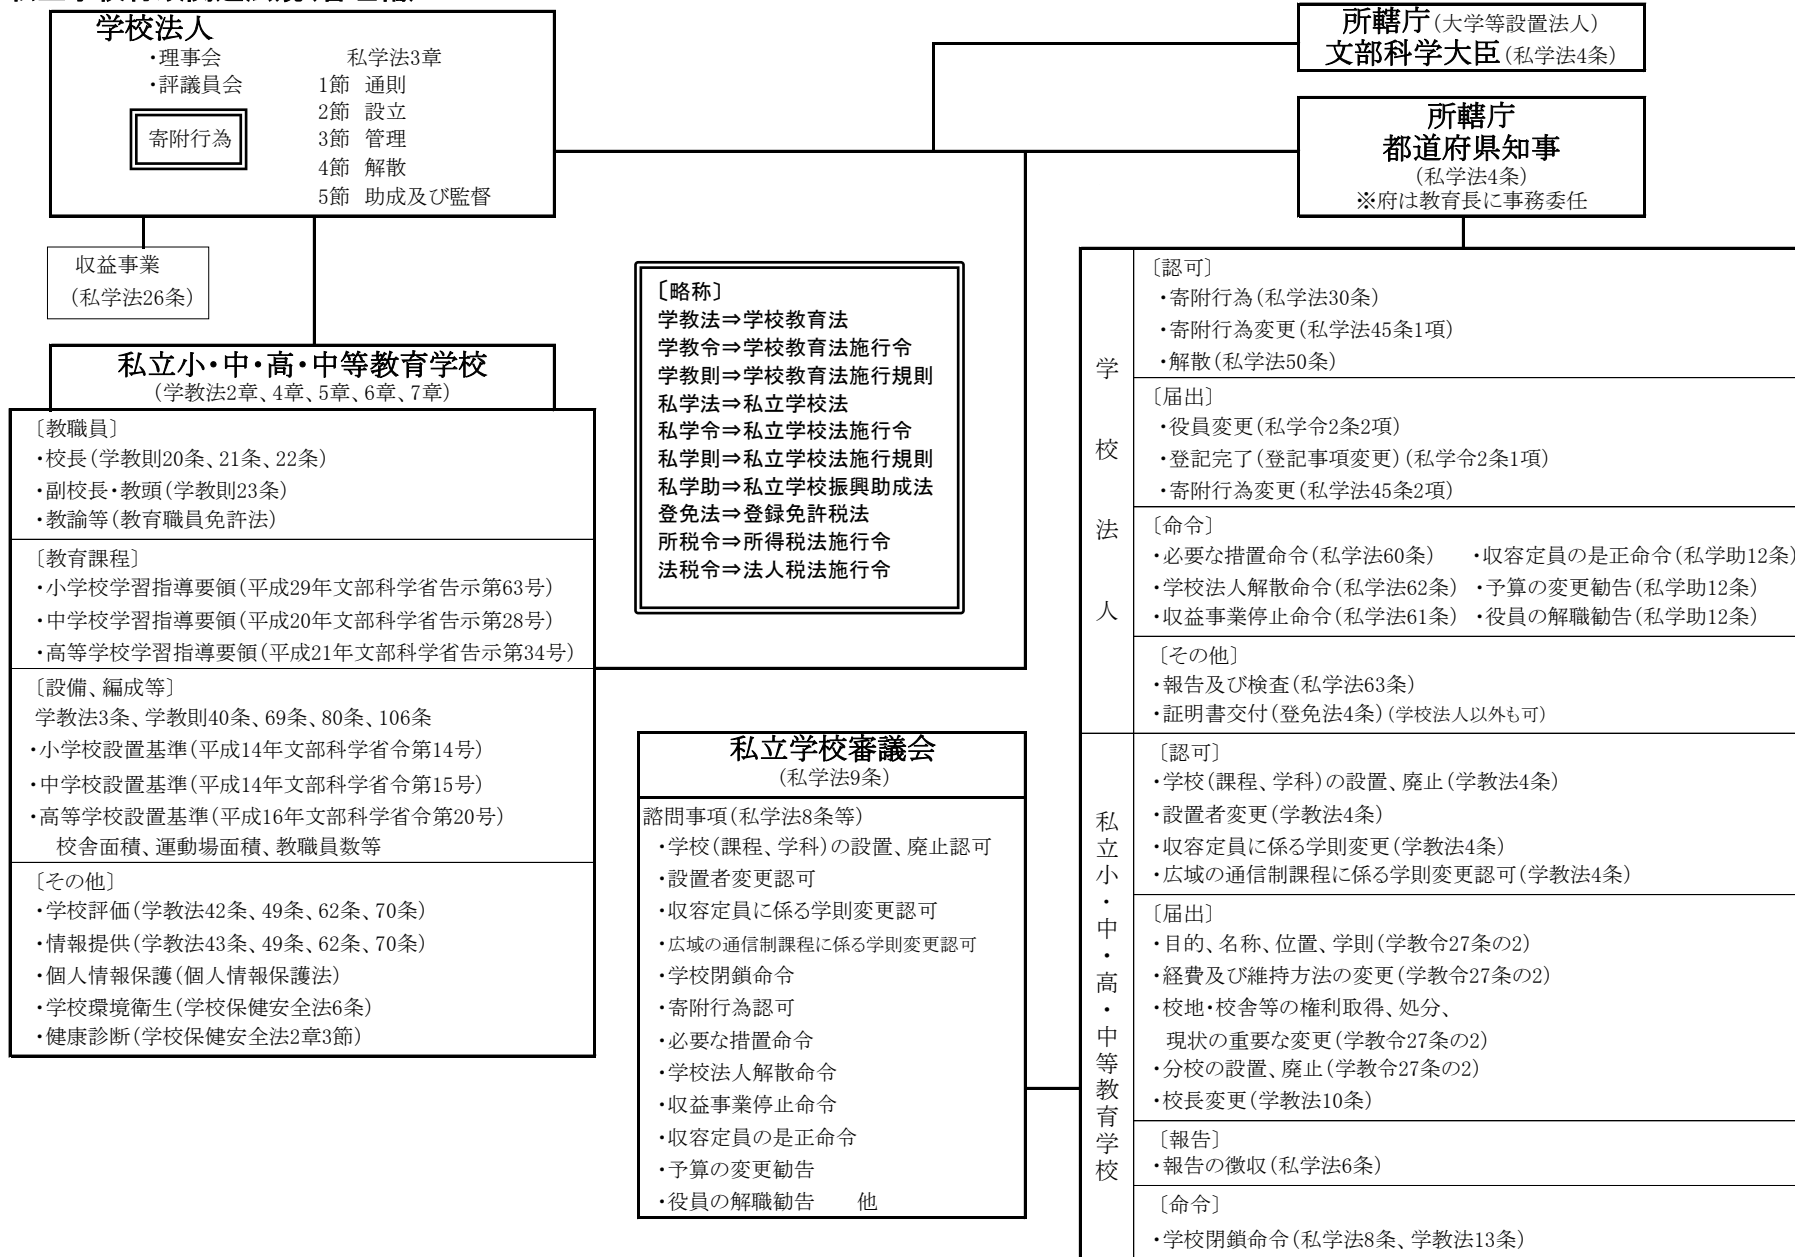 学校法人
・理事会
・評議員会
寄附行為
私学法3章
1節 通則
2節 設立
3節 管理
4節 解散
5節 助成及び監督
収益事業
(私学法26条)
私立小・中・高・中等教育学校
(学教法2章、4章、5章、6章、7章)
〔教職員〕
・校長(学教則20条、21条、22条)
・副校長・教頭(学教則23条)
・教諭等(教育職員免許法)
〔教育課程〕
・小学校学習指導要領(平成29年文部科学省告示第63号)
・中学校学習指導要領(平成20年文部科学省告示第28号)
・高等学校学習指導要領(平成21年文部科学省告示第34号)
〔設備、編成等〕
学教法3条、学教則40条、69条、80条、106条
・小学校設置基準(平成14年文部科学省令第14号)
・中学校設置基準(平成14年文部科学省令第15号)
・高等学校設置基準(平成16年文部科学省令第20号)
校舎面積、運動場面積、教職員数等
〔その他〕
・学校評価(学教法42条、49条、62条、70条)
・情報提供(学教法43条、49条、62条、70条)
・個人情報保護(個人情報保護法)
・学校環境衛生(学校保健安全法6条)
・健康診断(学校保健安全法2章3節)
〔略称〕
学教法⇒学校教育法
学教令⇒学校教育法施行令
学教則⇒学校教育法施行規則
私学法⇒私立学校法
私学令⇒私立学校法施行令
私学則⇒私立学校法施行規則
私学助⇒私立学校振興助成法
登免法⇒登録免許税法
所税令⇒所得税法施行令
法税令⇒法人税法施行令
私立学校審議会
(私学法9条)
諮問事項(私学法8条等)
・学校(課程、学科)の設置、廃止認可
・設置者変更認可
・収容定員に係る学則変更認可
・広域の通信制課程に係る学則変更認可
・学校閉鎖命令
・寄附行為認可
・必要な措置命令
・学校法人解散命令
・収益事業停止命令
・収容定員の是正命令
・予算の変更勧告
・役員の解職勧告 他
所轄庁(大学等設置法人)
文部科学大臣(私学法4条)
所轄庁
都道府県知事
(私学法4条)
※府は教育長に事務委任
学校法人
〔認可〕
・寄附行為(私学法30条)
・寄附行為変更(私学法45条1項)
・解散(私学法50条)
〔届出〕
・役員変更(私学令2条2項)
・登記完了(登記事項変更)(私学令2条1項)
・寄附行為変更(私学法45条2項)
〔命令〕
・必要な措置命令(私学法60条) ・収容定員の是正命令(私学助12条)
・学校法人解散命令(私学法62条) ・予算の変更勧告(私学助12条)
・収益事業停止命令(私学法61条) ・役員の解職勧告(私学助12条)
〔その他〕
・報告及び検査(私学法63条)
・証明書交付(登免法4条)(学校法人以外も可)
私立小・中・高・中等教育学校
〔認可〕
・学校(課程、学科)の設置、廃止(学教法4条)
・設置者変更(学教法4条)
・収容定員に係る学則変更(学教法4条)
・広域の通信制課程に係る学則変更認可(学教法4条)
〔届出〕
・目的、名称、位置、学則(学教令27条の2)
・経費及び維持方法の変更(学教令27条の2)
・校地・校舎等の権利取得、処分、
現状の重要な変更(学教令27条の2)
・分校の設置、廃止(学教令27条の2)
・校長変更(学教法10条)
〔報告〕
・報告の徴収(私学法6条)
〔命令〕
・学校閉鎖命令(私学法8条、学教法13条)